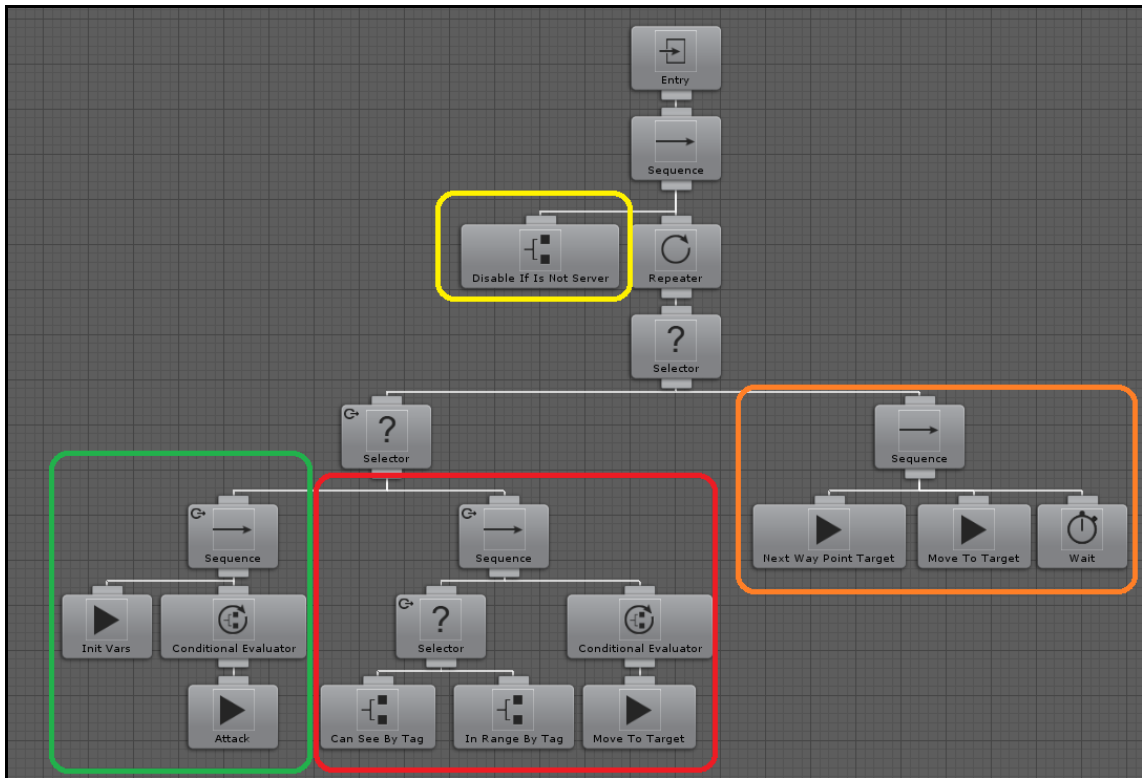 Entry
Sequence
Disable If Is Not Server
Repeater
Selector
Selector
Sequence
Sequence
Sequence
Next Way Point Target
Move To Target
Wait
Init Vars
Conditional Evaluator
Selector
Conditional Evaluator
Attack
Can See By Tag
In Range By Tag
Move To Target